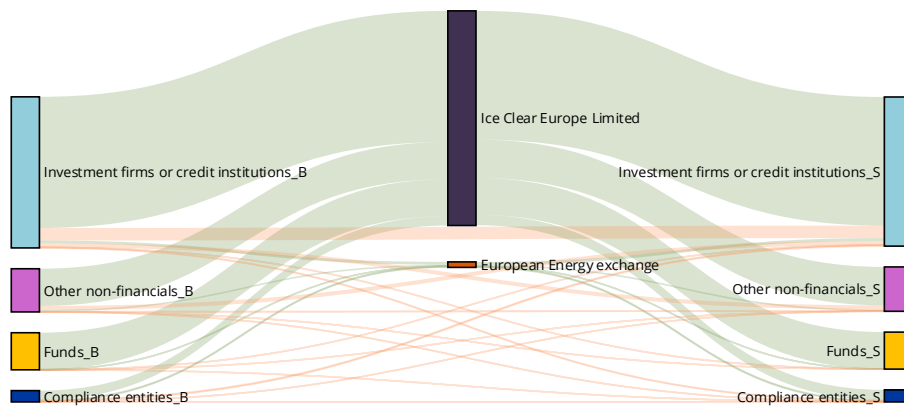 Ice Clear Europe Limited
Investment firms or credit institutions_B
Investment firms or credit institutions_S
European Energy exchange
Other non-financials_B
Other non-financials_S
Funds_B
Funds_S
Compliance entities_B
Compliance entities_S